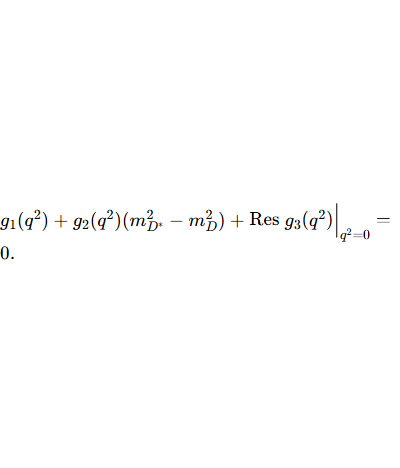 g₁(q²) + g₂(q²)(m²_{D*} − m²_D) + Res g₃(q²)|_{q²=0} =
0.